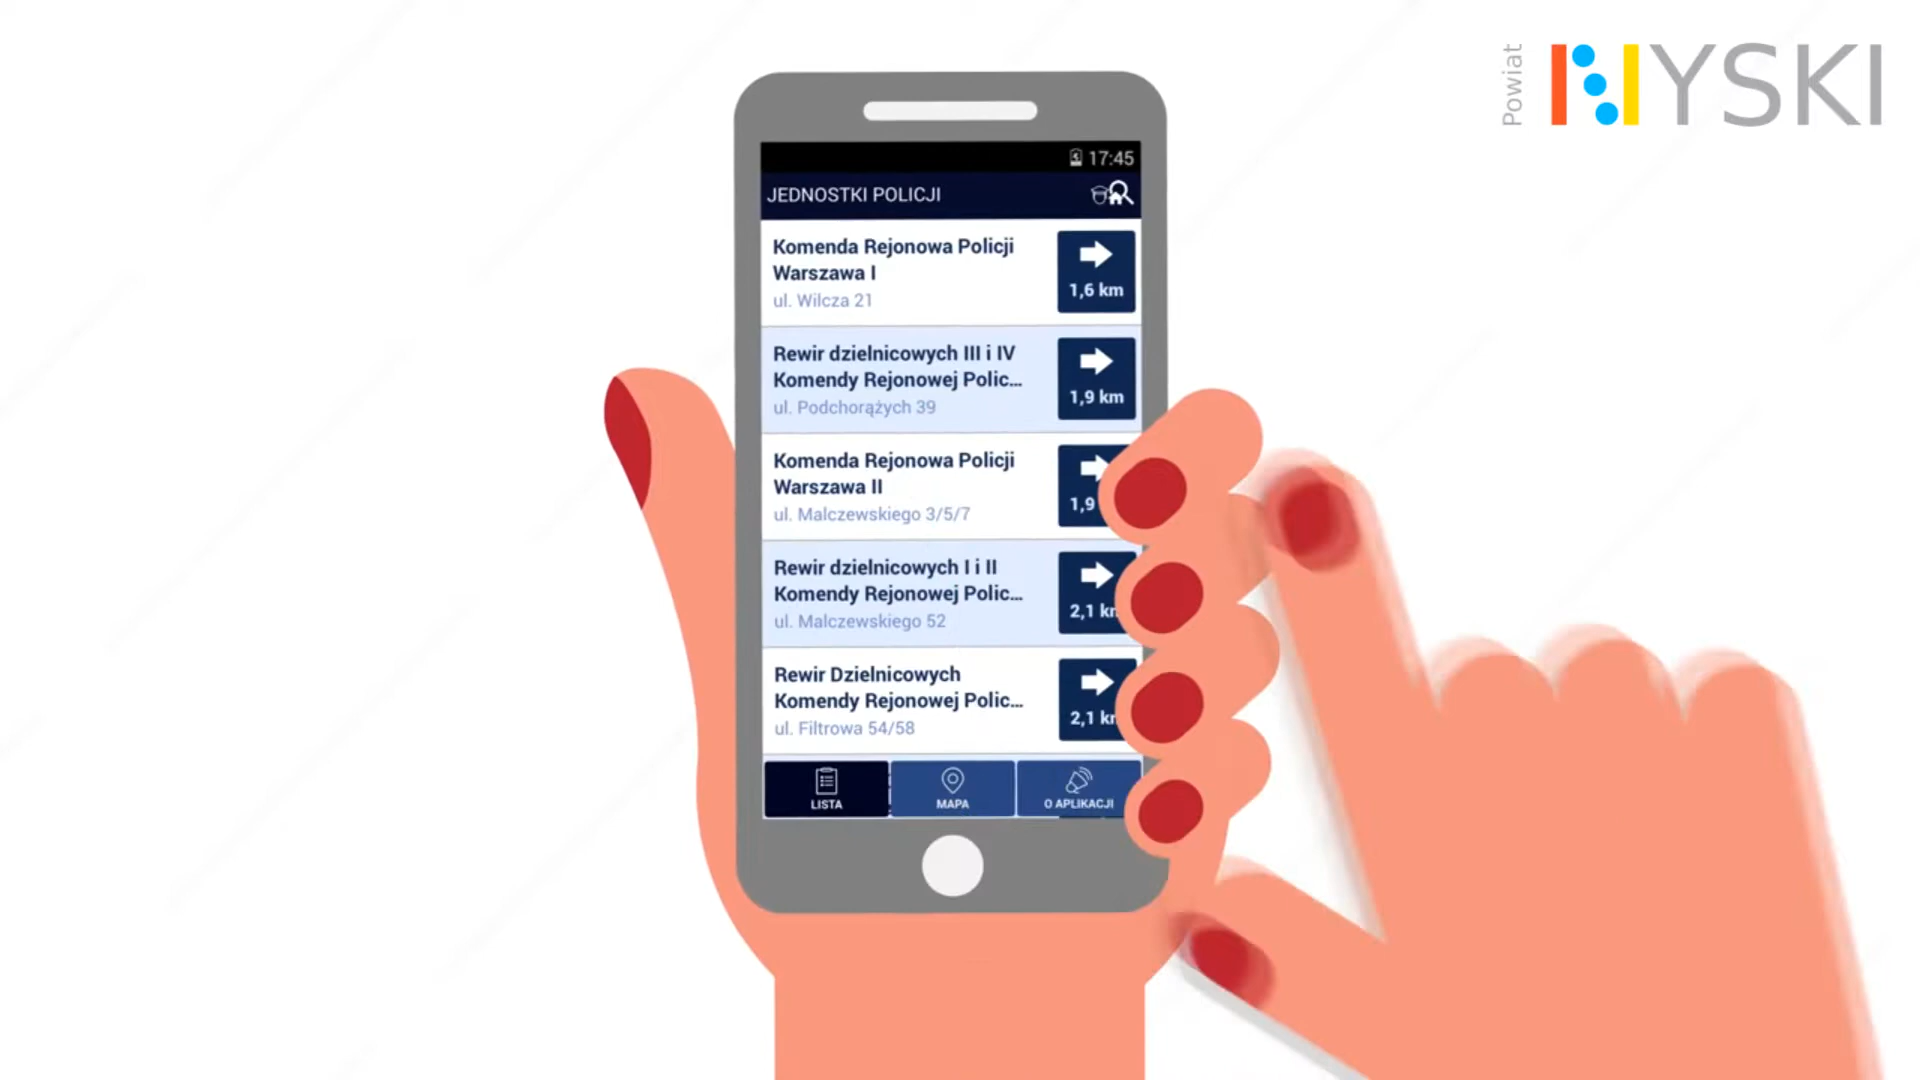 Powiat NYSKI
17:45
JEDNOSTKI POLICJI
Komenda Rejonowa Policji
Warszawa I
ul. Wilcza 21
1,6 km
Rewir dzielnicowych III i IV
Komendy Rejonowej Polic...
ul. Podchorążych 39
1,9 km
Komenda Rejonowa Policji
Warszawa II
ul. Malczewskiego 3/5/7
1,9
Rewir dzielnicowych I i II
Komendy Rejonowej Polic...
ul. Malczewskiego 52
2,1 km
Rewir Dzielnicowych
Komendy Rejonowej Polic...
ul. Filtrowa 54/58
2,1 km
LISTA
MAPA
O APLIKACJI